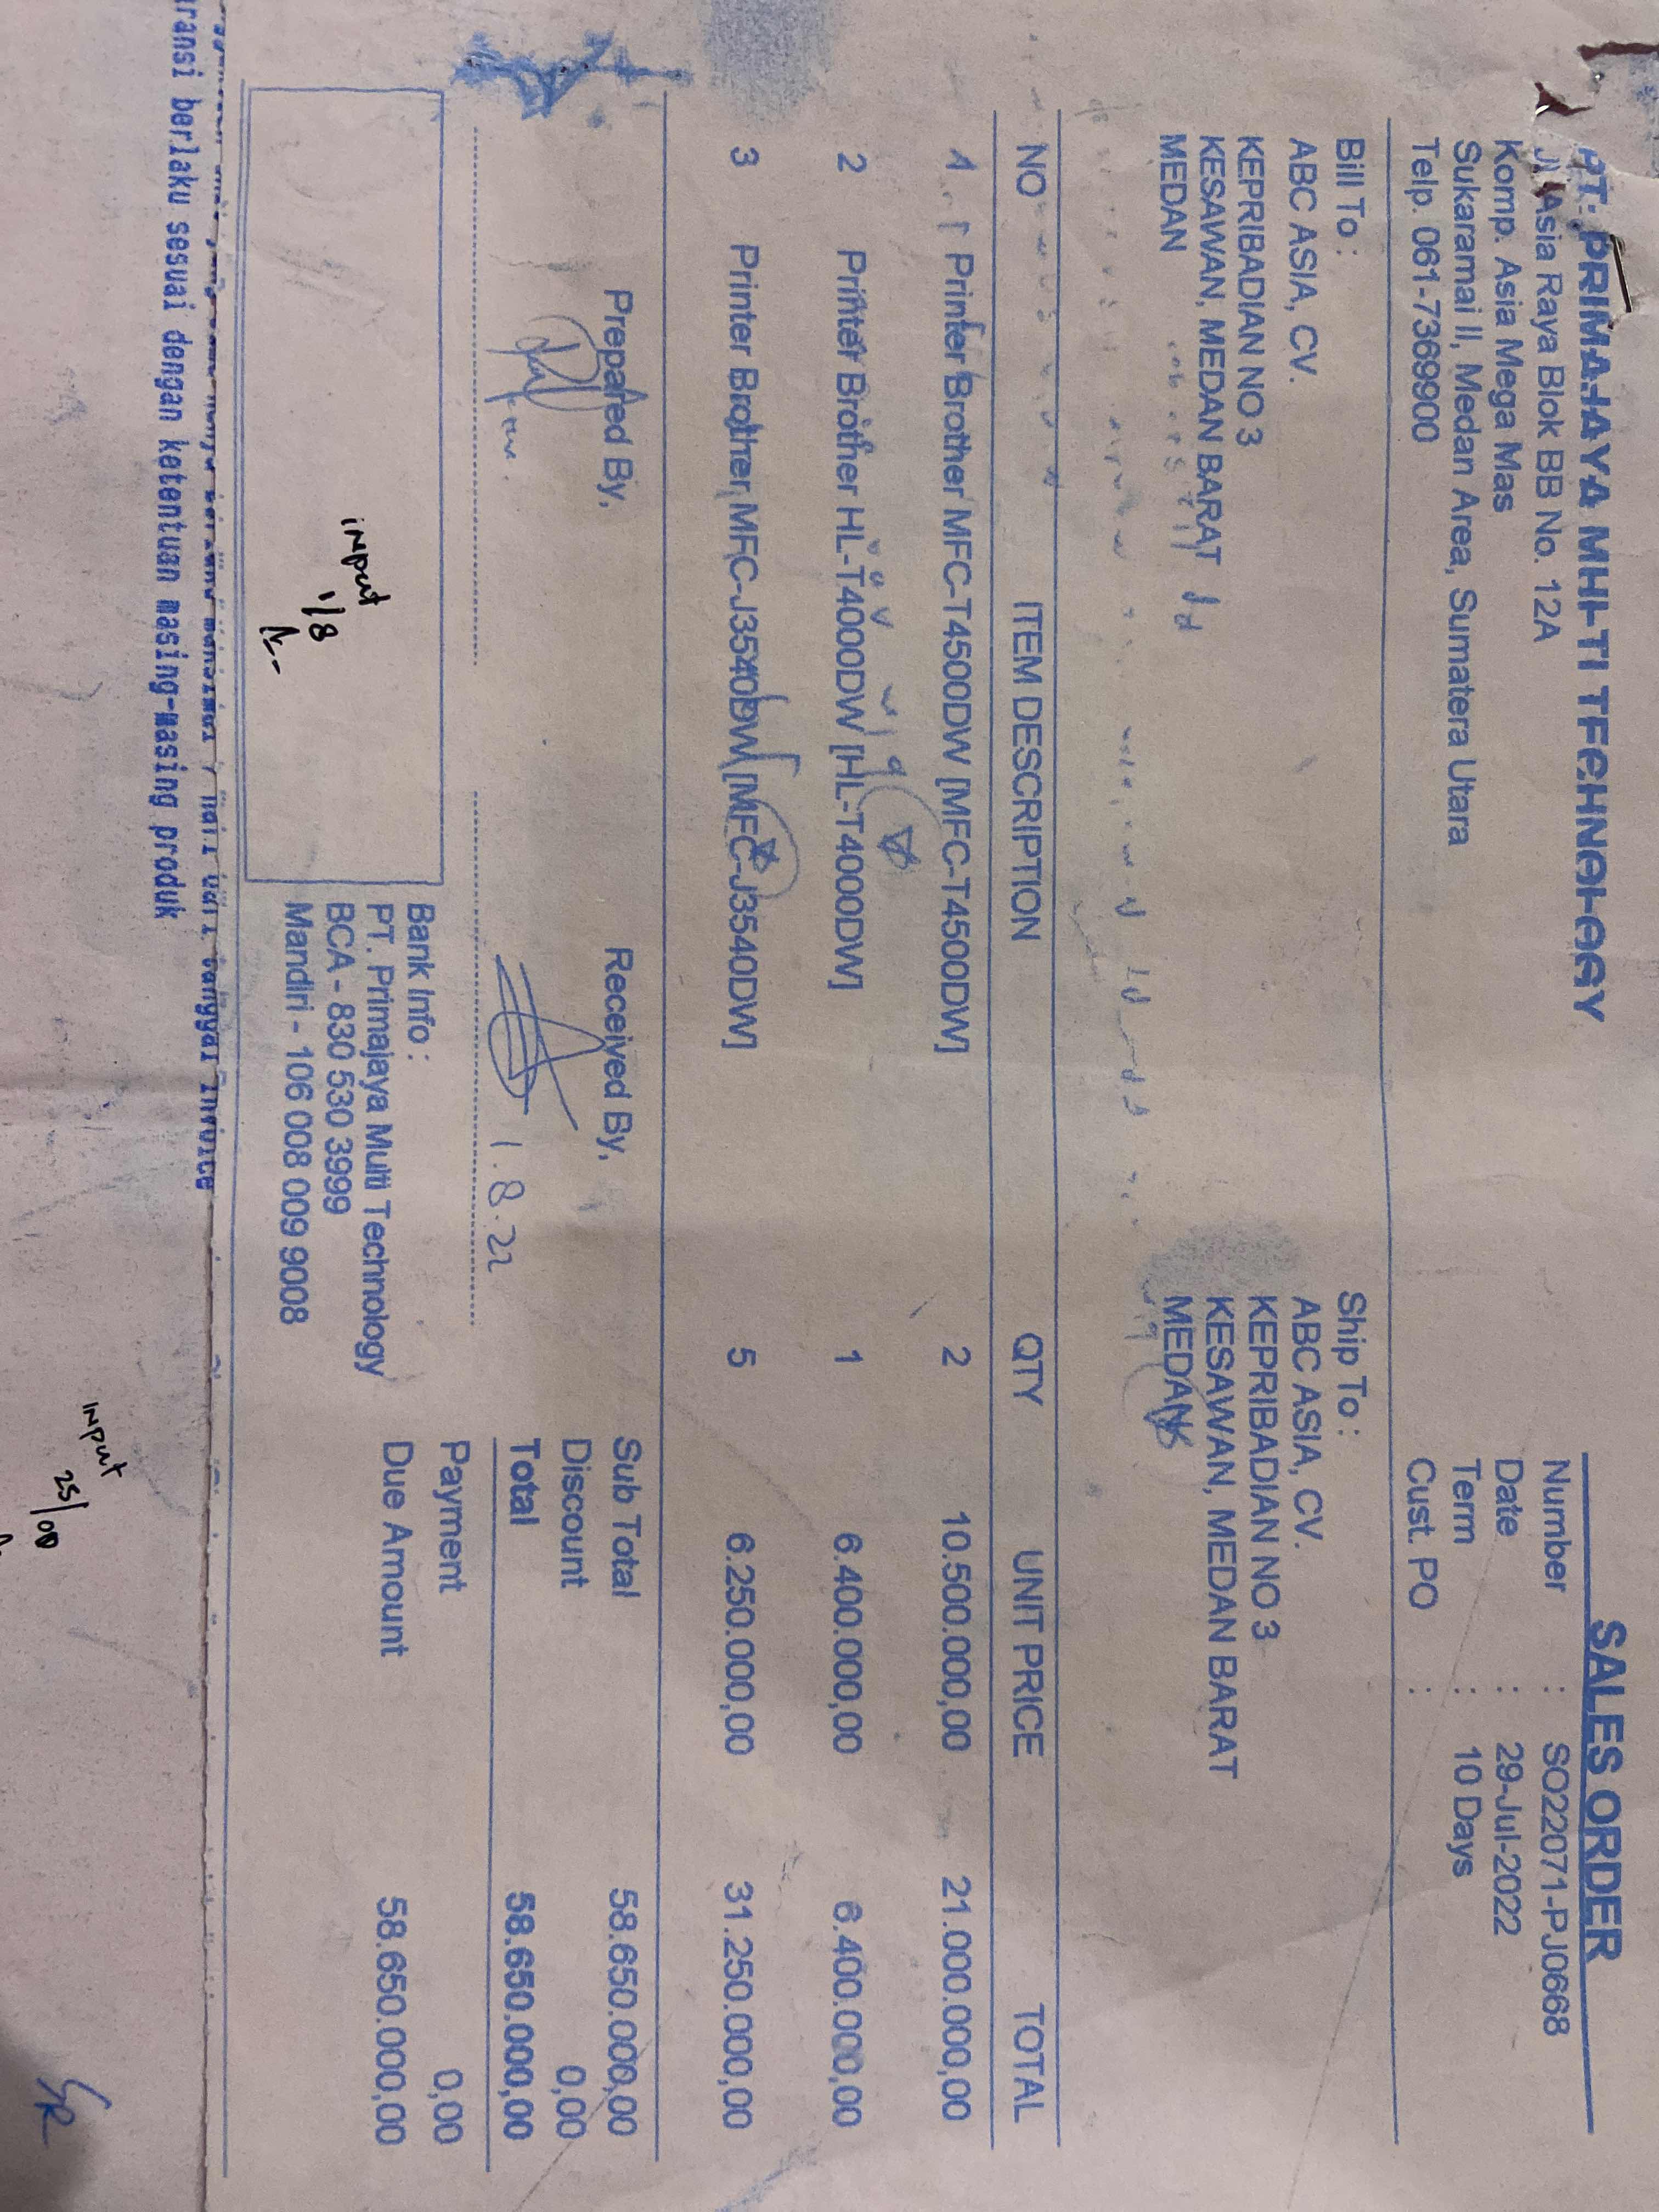 PT. PRIMAJAYA MULTI TECHNOLOGY
SALES ORDER
Jl. Asia Raya Blok BB No. 12A
Komp. Asia Mega Mas
Sukaramai II, Medan Area, Sumatera Utara
Telp. 061-7369900
Number : SO22071-PJ0668
Date : 29-Jul-2022
Term : 10 Days
Cust. PO :
Bill To :
ABC ASIA, CV.
KEPRIBADIAN NO 3
KESAWAN, MEDAN BARAT
MEDAN
Ship To :
ABC ASIA, CV.
KEPRIBADIAN NO 3
KESAWAN, MEDAN BARAT
MEDAN
NO ITEM DESCRIPTION QTY UNIT PRICE TOTAL
1 Printer Brother MFC-T4500DW [MFC-T4500DW] 2 10.500.000,00 21.000.000,00
2 Printer Brother HL-T4000DW [HL-T4000DW] 1 6.400.000,00 6.400.000,00
3 Printer Brother MFC-J3540DW [MFC-J3540DW] 5 6.250.000,00 31.250.000,00
Prepared By,
Received By,
1.8.22
Sub Total 58.650.000,00
Discount 0,00
Total 58.650.000,00
Payment 0,00
Due Amount 58.650.000,00
input
1/8
Bank Info :
PT. Primajaya Multi Technology
BCA - 830 530 3999
Mandiri - 106 008 009 9008
hari dari tanggal invoice
ransi berlaku sesuai dengan ketentuan masing-masing produk
input